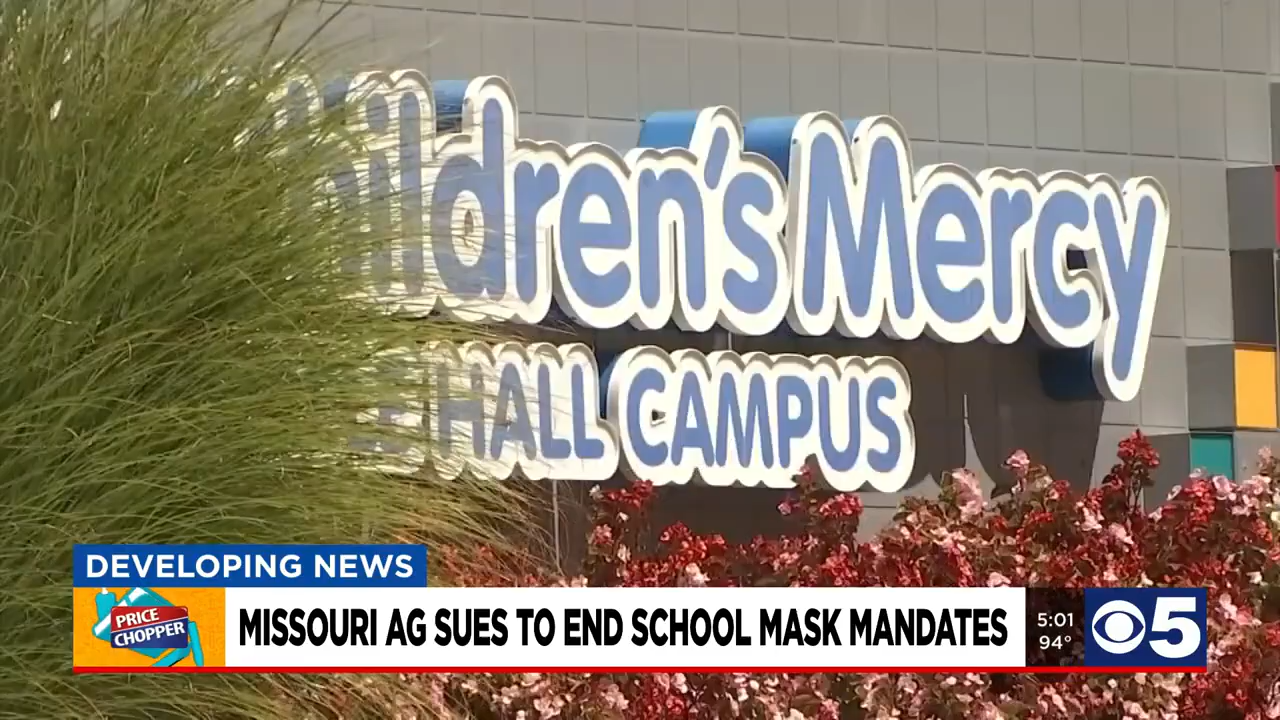 Children's Mercy
HALL CAMPUS
DEVELOPING NEWS
PRICE
CHOPPER
MISSOURI AG SUES TO END SCHOOL MASK MANDATES
5:01
94°
5